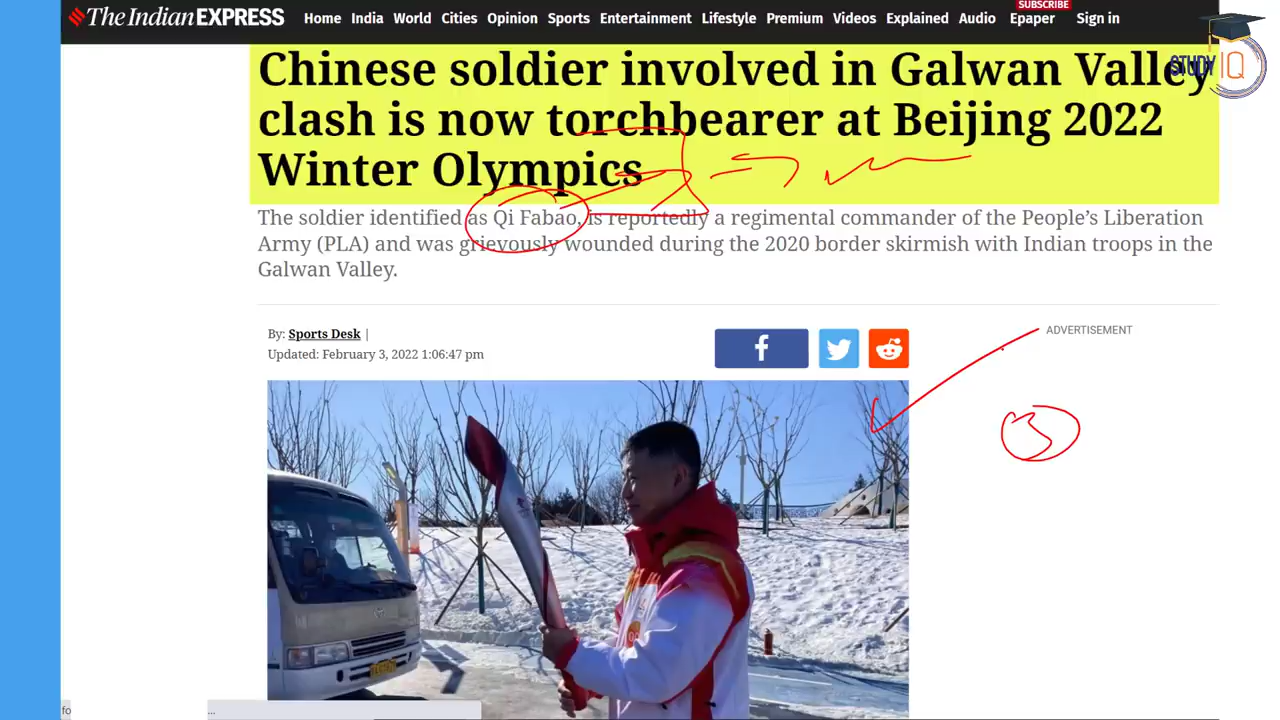 The Indian EXPRESS
Home India World Cities Opinion Sports Entertainment Lifestyle Premium Videos Explained Audio Epaper SUBSCRIBE Sign in
STUDY IQ
Chinese soldier involved in Galwan Valley
clash is now torchbearer at Beijing 2022
Winter Olympics
The soldier identified as Qi Fabao, is reportedly a regimental commander of the People’s Liberation
Army (PLA) and was grievously wounded during the 2020 border skirmish with Indian troops in the
Galwan Valley.
By: Sports Desk |
Updated: February 3, 2022 1:06:47 pm
ADVERTISEMENT
3
fo
...